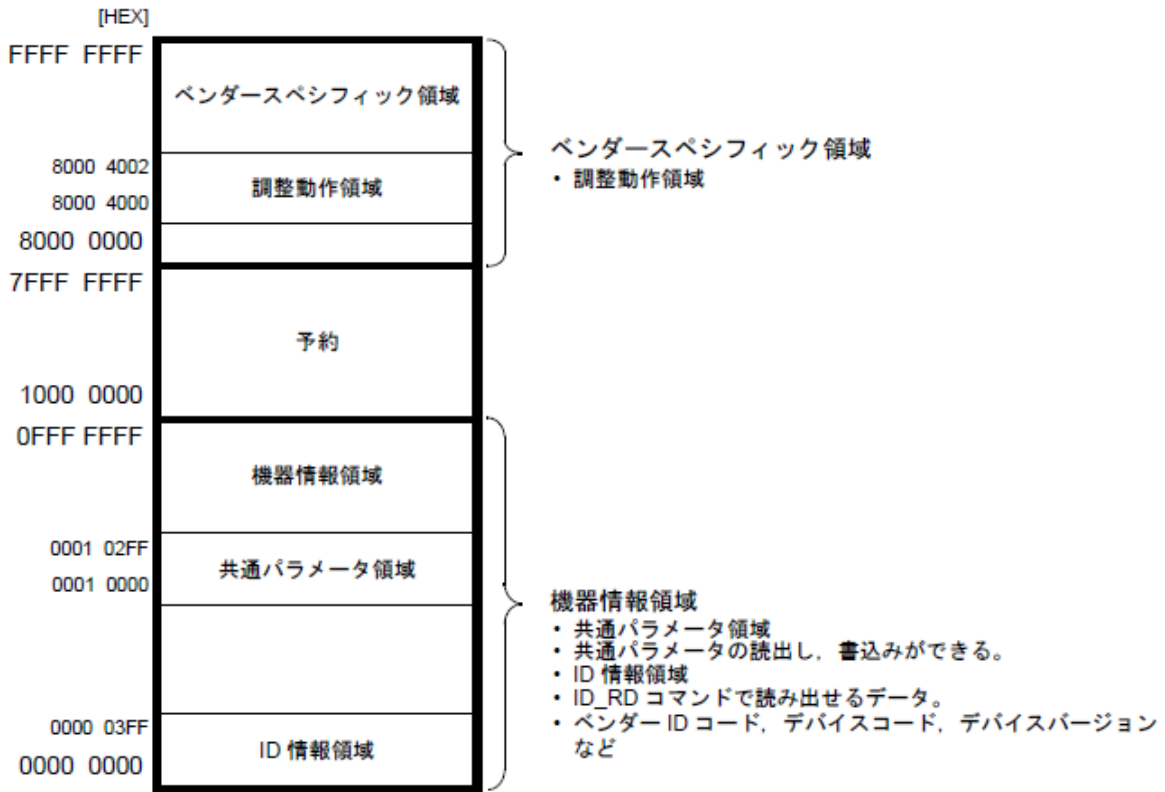 [HEX]
FFFF FFFF
ベンダースペシフィック領域
8000 4002
調整動作領域
8000 4000
8000 0000
ベンダースペシフィック領域
• 調整動作領域
7FFF FFFF
予約
1000 0000
0FFF FFFF
機器情報領域
0001 02FF
共通パラメータ領域
0001 0000
0000 03FF
ID 情報領域
0000 0000
機器情報領域
• 共通パラメータ領域
• 共通パラメータの読出し，書込みができる。
• ID 情報領域
• ID_RD コマンドで読み出せるデータ。
• ベンダー ID コード，デバイスコード，デバイスバージョン
など